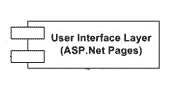 User Interface Layer
(ASP.Net Pages)